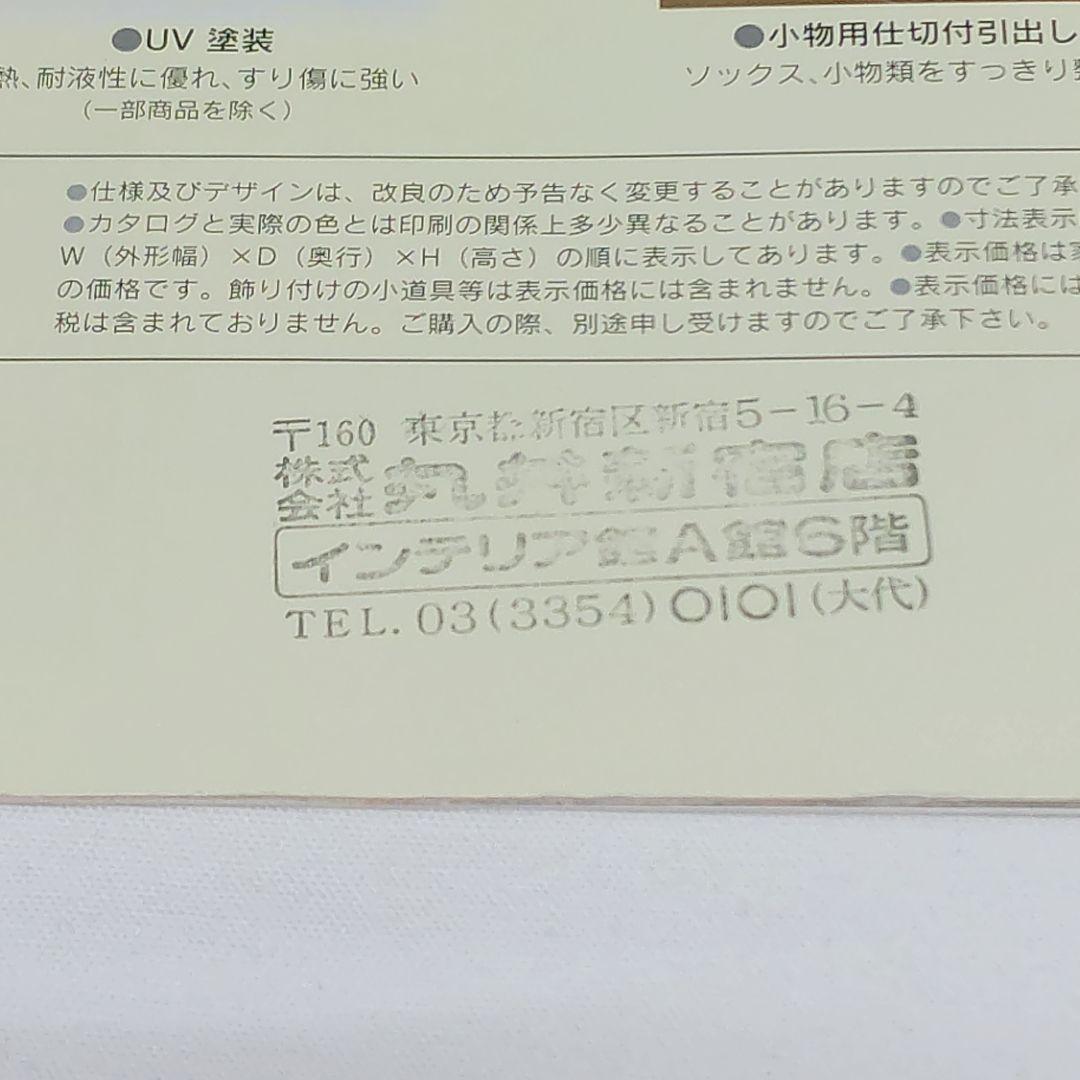 ●UV 塗装
熱、耐液性に優れ、すり傷に強い
（一部商品を除く）
●小物用仕切付引出し
ソックス、小物類をすっきり整
●仕様及びデザインは、改良のため予告なく変更することがありますのでご了承
●カタログと実際の色とは印刷の関係上多少異なることがあります。●寸法表示
W（外形幅）×D（奥行）×H（高さ）の順に表示してあります。●表示価格は家
の価格です。飾り付けの小道具等は表示価格には含まれません。●表示価格には
税は含まれておりません。ご購入の際、別途申し受けますのでご了承下さい。
〒160 東京都新宿区新宿5-16-4
株式会社 丸井新宿店
インテリア館A館6階
TEL. 03(3354)0101(大代)